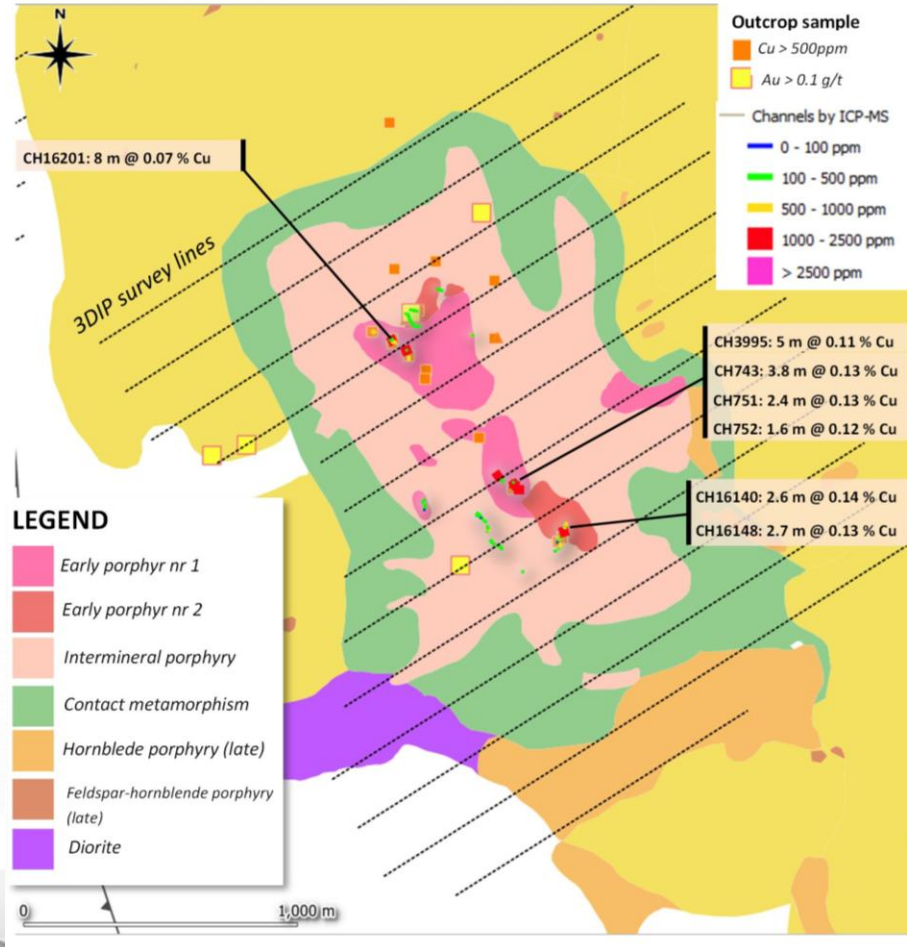 N
Outcrop sample
Cu > 500ppm
Au > 0.1 g/t
Channels by ICP-MS
0 - 100 ppm
100 - 500 ppm
500 - 1000 ppm
1000 - 2500 ppm
> 2500 ppm
CH16201: 8 m @ 0.07 % Cu
3DIP survey lines
CH3995: 5 m @ 0.11 % Cu
CH743: 3.8 m @ 0.13 % Cu
CH751: 2.4 m @ 0.13 % Cu
CH752: 1.6 m @ 0.12 % Cu
CH16140: 2.6 m @ 0.14 % Cu
CH16148: 2.7 m @ 0.13 % Cu
LEGEND
Early porphyr nr 1
Early porphyr nr 2
Intermineral porphyry
Contact metamorphism
Hornblede porphyry (late)
Feldspar-hornblende porphyry
(late)
Diorite
0 1,000 m